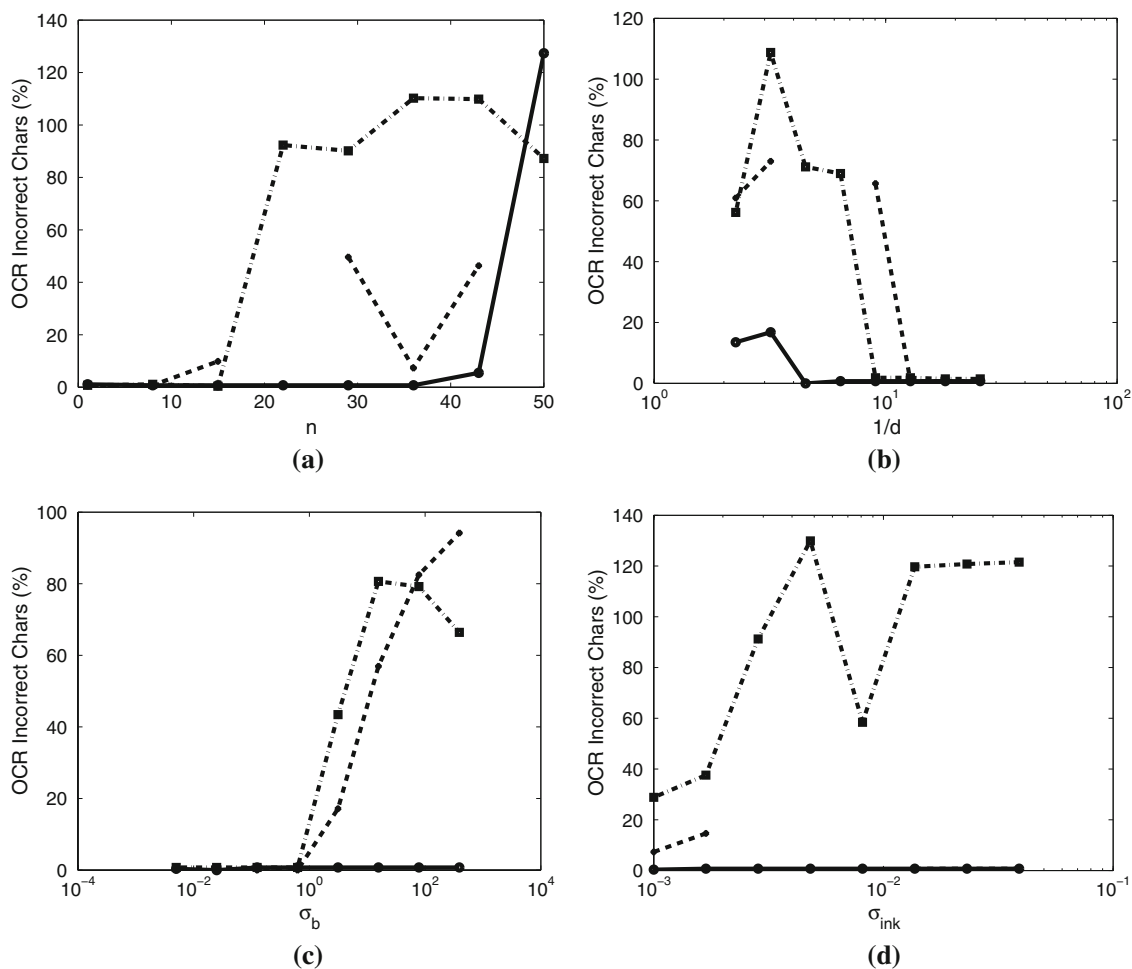 140
120
100
80
60
40
20
0
OCR Incorrect Chars (%)
0 10 20 30 40 50
n
(a)
120
100
80
60
40
20
0
OCR Incorrect Chars (%)
10^0 10^1 10^2
1/d
(b)
100
80
60
40
20
0
OCR Incorrect Chars (%)
10^−4 10^−2 10^0 10^2 10^4
σ_b
(c)
140
120
100
80
60
40
20
0
OCR Incorrect Chars (%)
10^−3 10^−2 10^−1
σ_ink
(d)